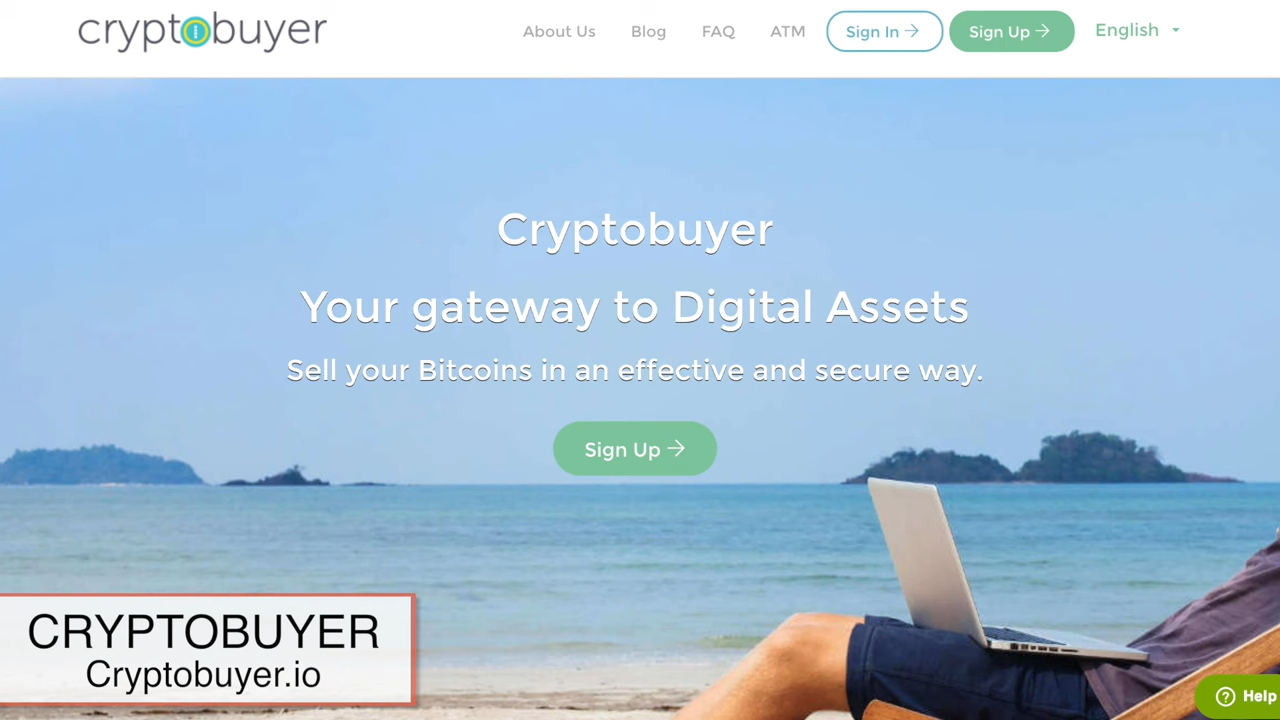 cryptobuyer
About Us Blog FAQ ATM Sign In → Sign Up → English
Cryptobuyer
Your gateway to Digital Assets
Sell your Bitcoins in an effective and secure way.
Sign Up →
CRYPTOBUYER
Cryptobuyer.io
? Help